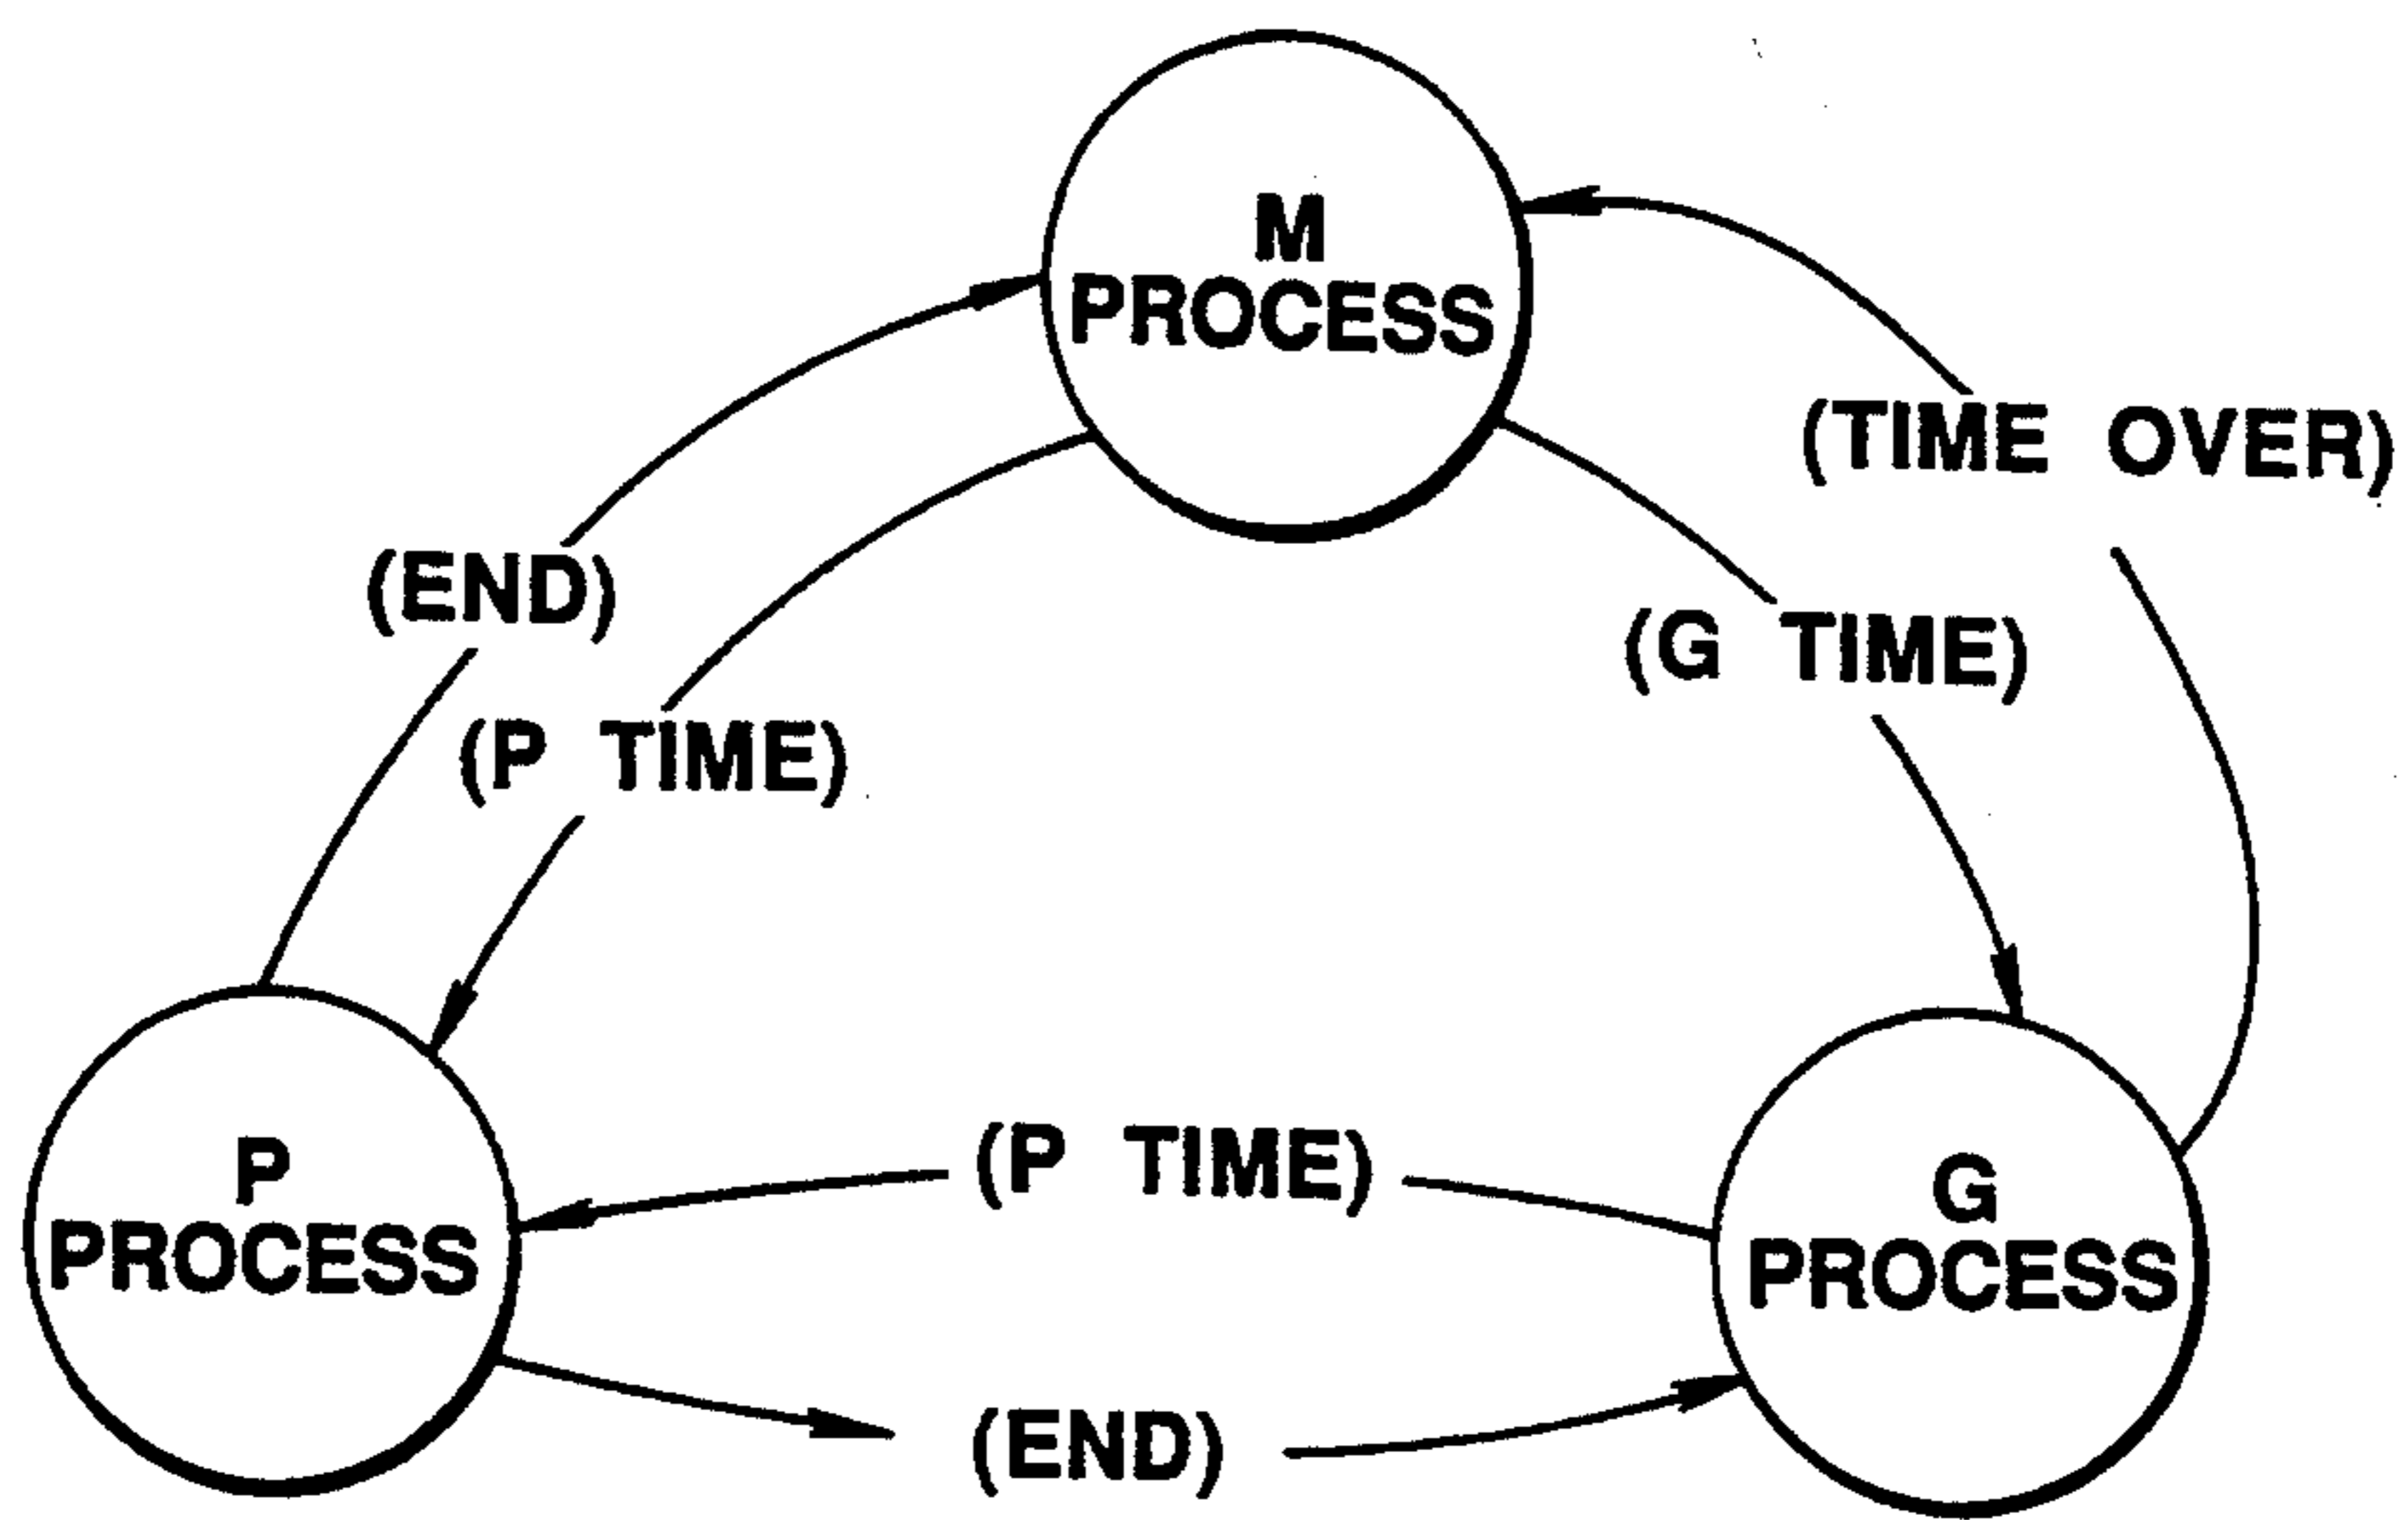 M
PROCESS
(TIME OVER)
(END)
(G TIME)
(P TIME)
P
PROCESS
(P TIME)
G
PROCESS
(END)